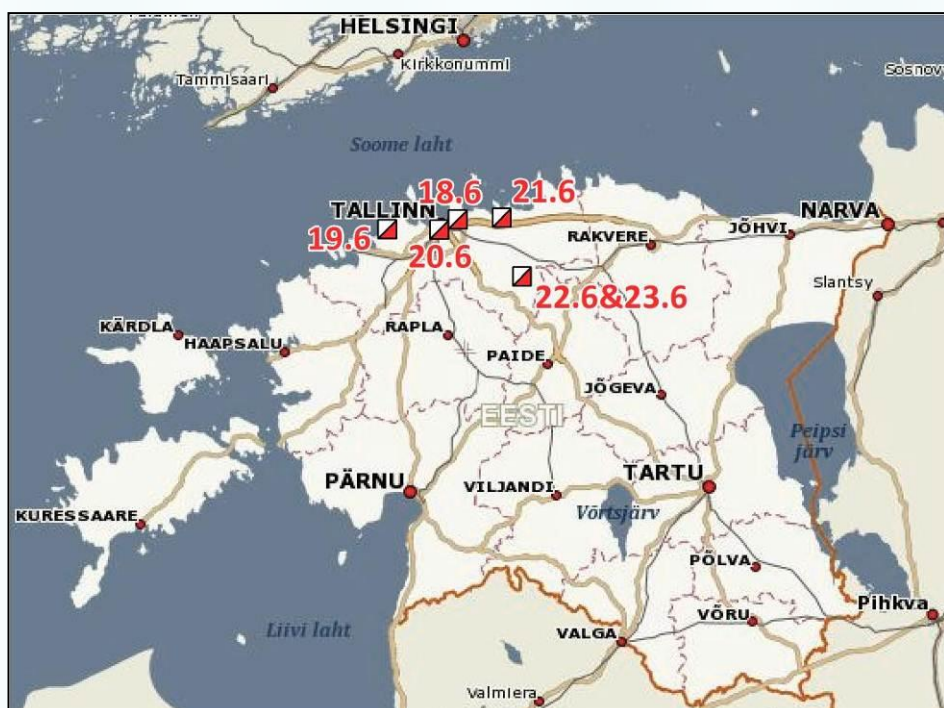 HELSINGI
Kirkkonummi
Tammisaari
Sosnovy
Soome laht
18.6
21.6
TALLINN
NARVA
19.6
20.6
RAKVERE
JÕHVI
22.6&23.6
Slantsy
KÄRDLA
HAAPSALU
RAPLA
PAIDE
JÕGEVA
EESTI
Peipsi
järv
PÄRNU
VILJANDI
TARTU
KURESSAARE
Võrtsjärv
PÕLVA
Pihkva
VÕRU
Liivi laht
VALGA
Valmiera